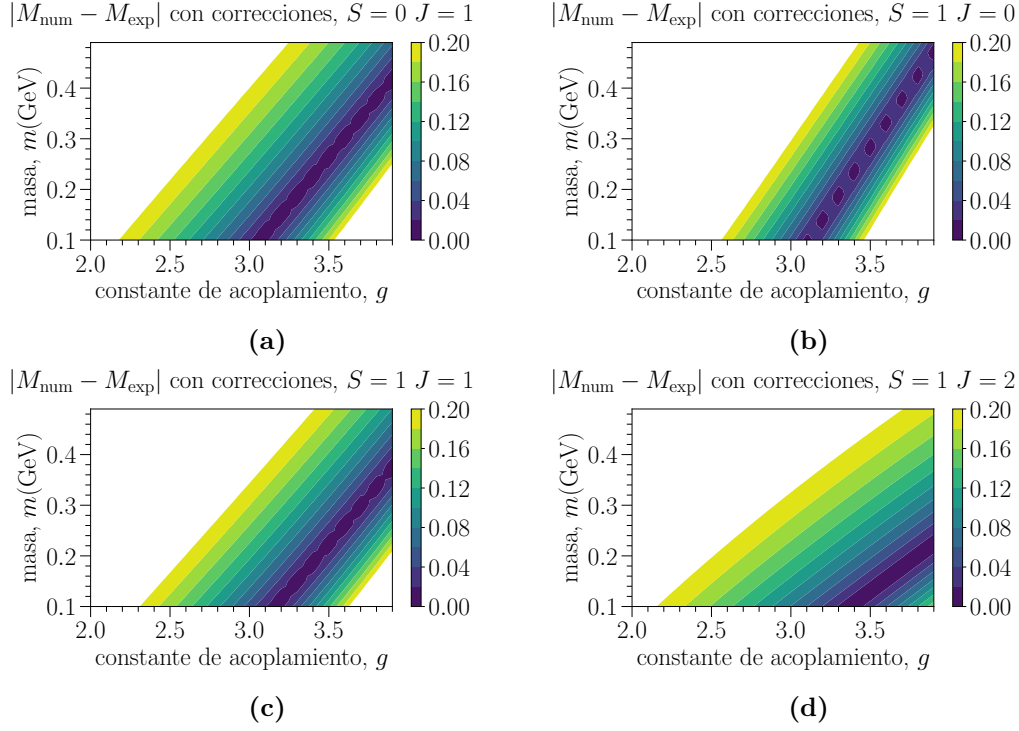 |M_num − M_exp| con correcciones, S = 0 J = 1
masa, m(GeV)
0.4
0.3
0.2
0.1
2.0 2.5 3.0 3.5
constante de acoplamiento, g
0.20
0.16
0.12
0.08
0.04
0.00
(a)
|M_num − M_exp| con correcciones, S = 1 J = 0
masa, m(GeV)
0.4
0.3
0.2
0.1
2.0 2.5 3.0 3.5
constante de acoplamiento, g
0.20
0.16
0.12
0.08
0.04
0.00
(b)
|M_num − M_exp| con correcciones, S = 1 J = 1
masa, m(GeV)
0.4
0.3
0.2
0.1
2.0 2.5 3.0 3.5
constante de acoplamiento, g
0.20
0.16
0.12
0.08
0.04
0.00
(c)
|M_num − M_exp| con correcciones, S = 1 J = 2
masa, m(GeV)
0.4
0.3
0.2
0.1
2.0 2.5 3.0 3.5
constante de acoplamiento, g
0.20
0.16
0.12
0.08
0.04
0.00
(d)